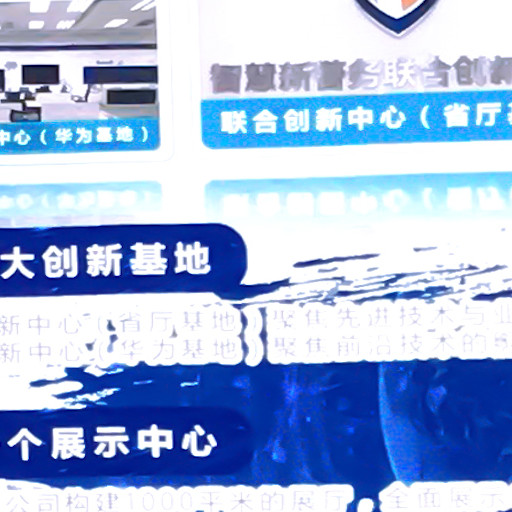 智慧新警务联合创新
中心（华为基地）
联合创新中心（省厅基
大创新基地
新中心（省厅基地）聚焦先进技术与业
新中心（华为基地）聚焦前沿技术的
个展示中心
公司构建1000平米的展厅，全面展示